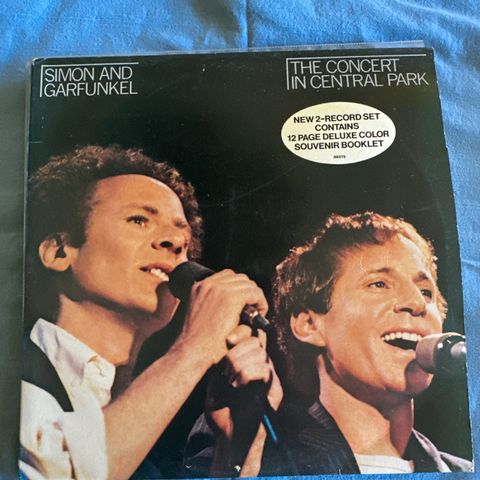 SIMON AND
GARFUNKEL
THE CONCERT
IN CENTRAL PARK
NEW 2-RECORD SET
CONTAINS
12 PAGE DELUXE COLOR
SOUVENIR BOOKLET